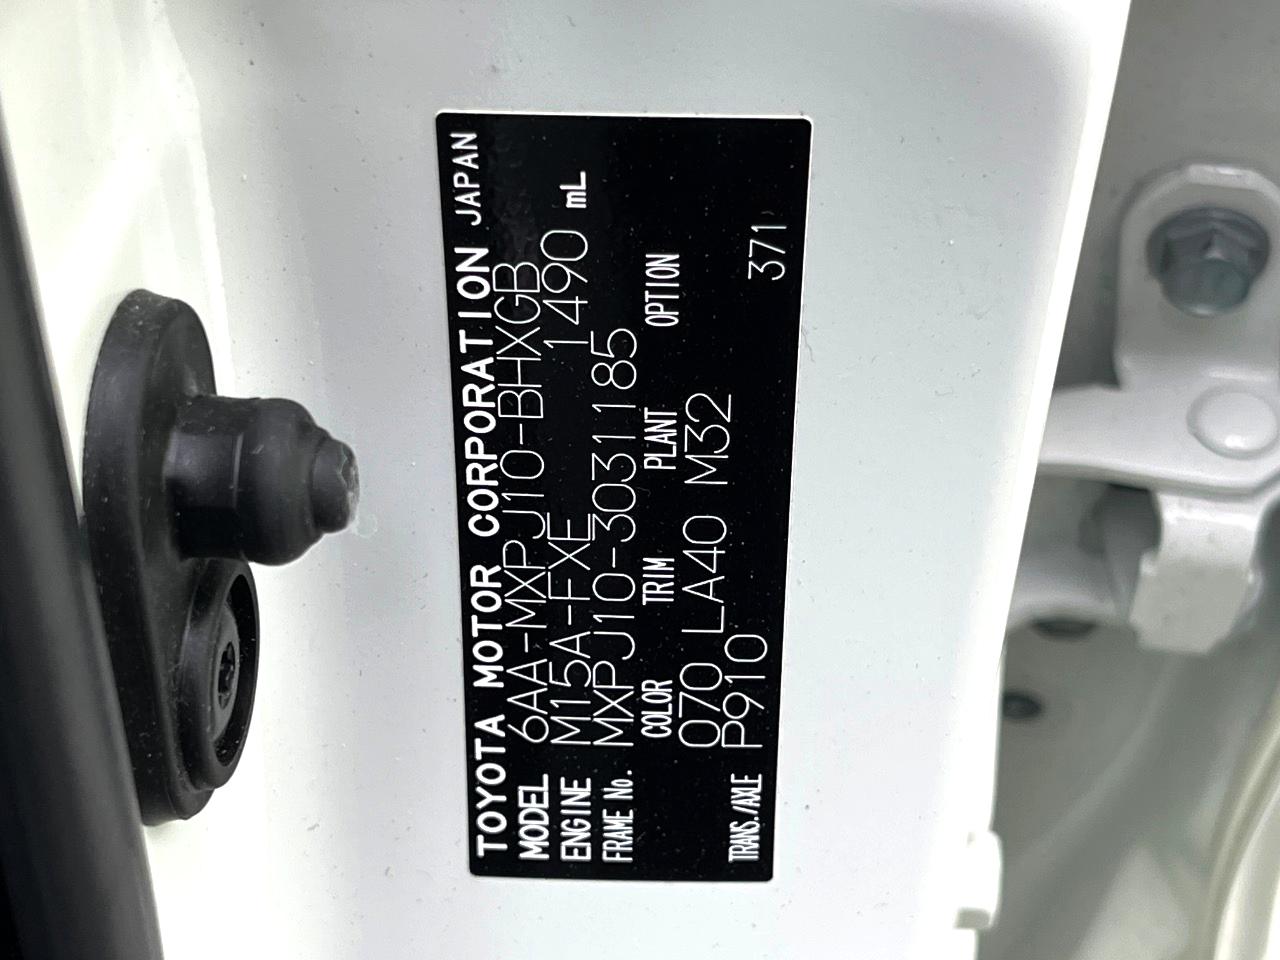 TOYOTA MOTOR CORPORATION JAPAN
MODEL 6AA-MXPJ10-BHXGB
ENGINE M15A-FXE 1490 mL
FRAME No. MXPJ10-3031185
COLOR TRIM PLANT OPTION
070 LA40 M32
TRANS./AXLE P910
371